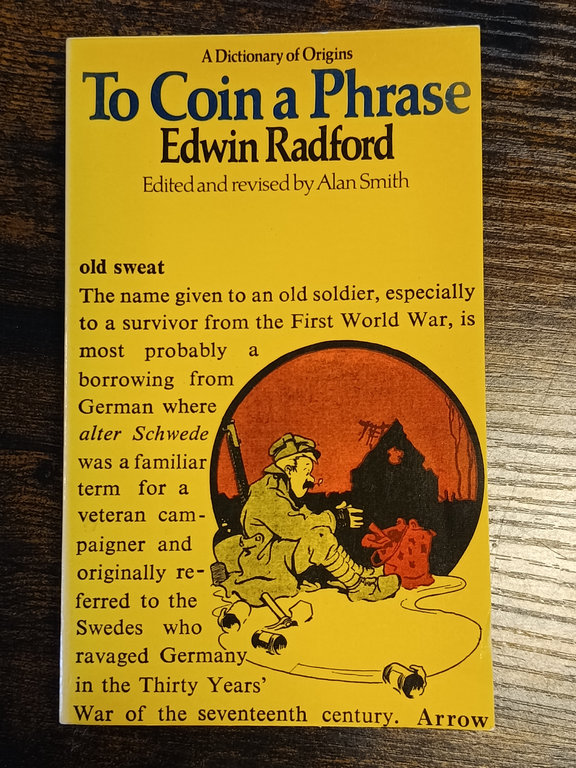 A Dictionary of Origins
To Coin a Phrase
Edwin Radford
Edited and revised by Alan Smith
old sweat
The name given to an old soldier, especially
to a survivor from the First World War, is
most probably a
borrowing from
German where
alter Schwede
was a familiar
term for a
veteran cam-
paigner and
originally re-
ferred to the
Swedes who
ravaged Germany
in the Thirty Years'
War of the seventeenth century. Arrow